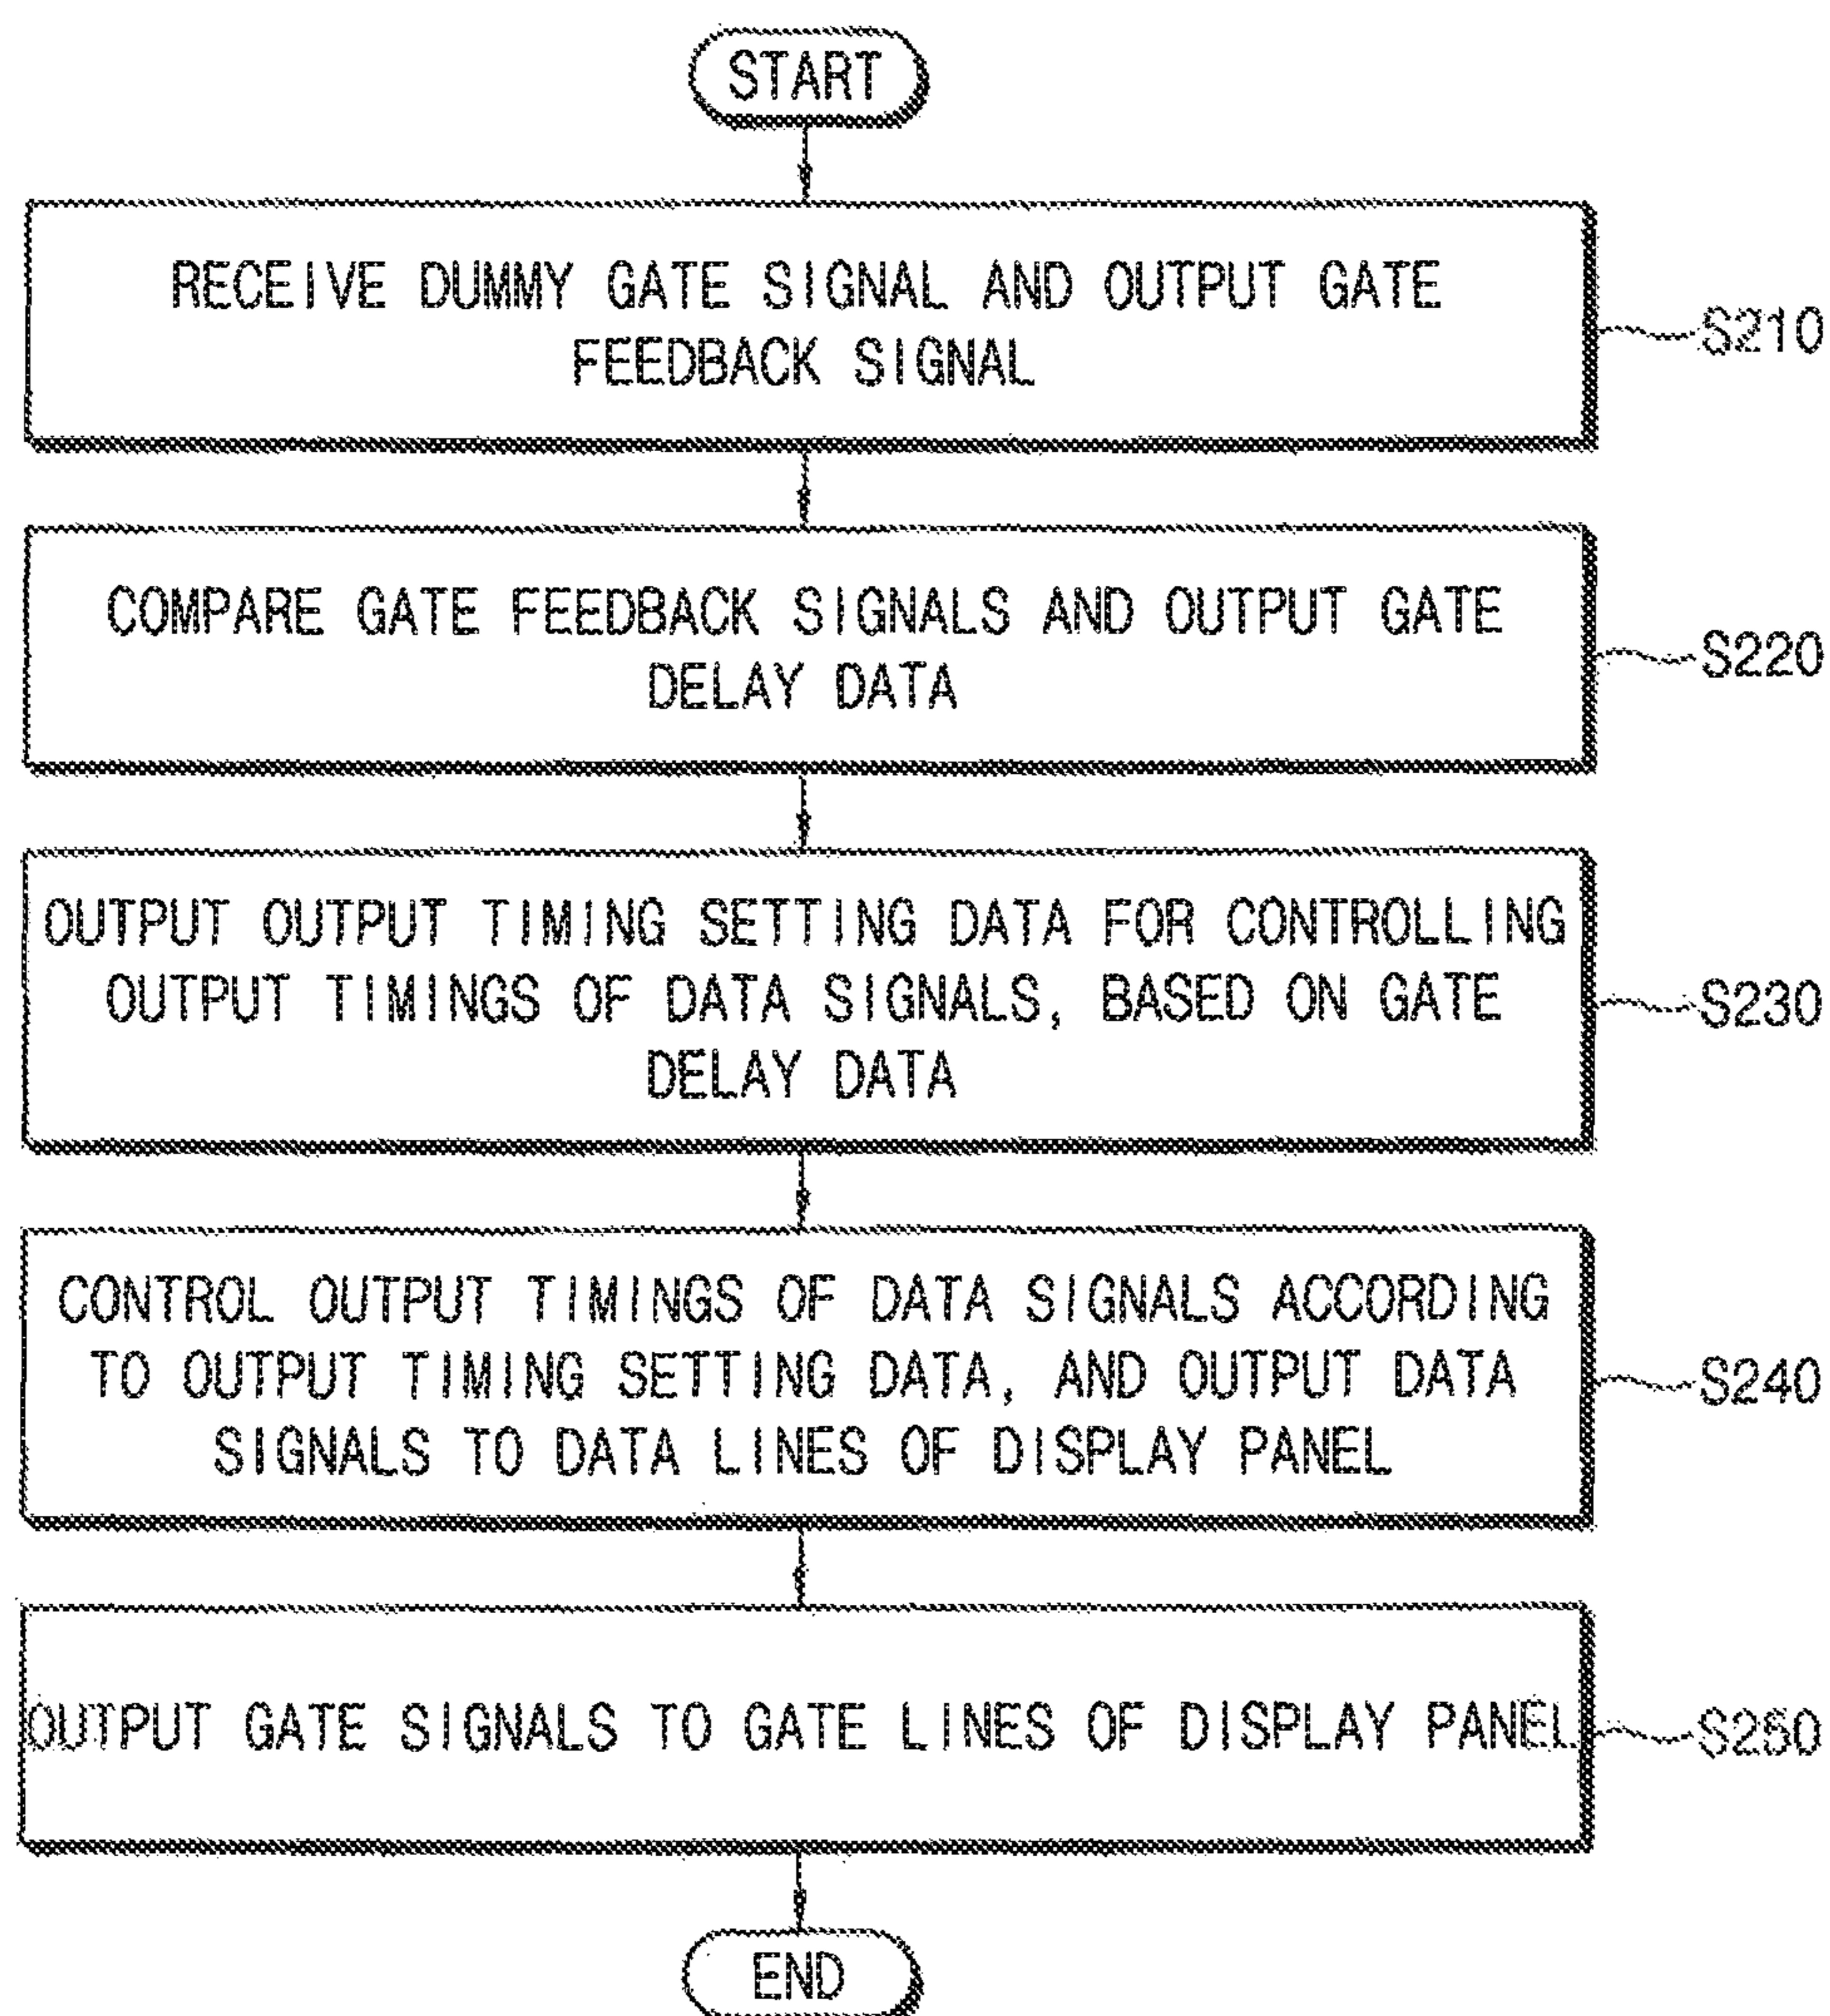 START
RECEIVE DUMMY GATE SIGNAL AND OUTPUT GATE
FEEDBACK SIGNAL
S210
COMPARE GATE FEEDBACK SIGNALS AND OUTPUT GATE
DELAY DATA
S220
OUTPUT OUTPUT TIMING SETTING DATA FOR CONTROLLING
OUTPUT TIMINGS OF DATA SIGNALS, BASED ON GATE
DELAY DATA
S230
CONTROL OUTPUT TIMINGS OF DATA SIGNALS ACCORDING
TO OUTPUT TIMING SETTING DATA, AND OUTPUT DATA
SIGNALS TO DATA LINES OF DISPLAY PANEL
S240
OUTPUT GATE SIGNALS TO GATE LINES OF DISPLAY PANEL
S250
END